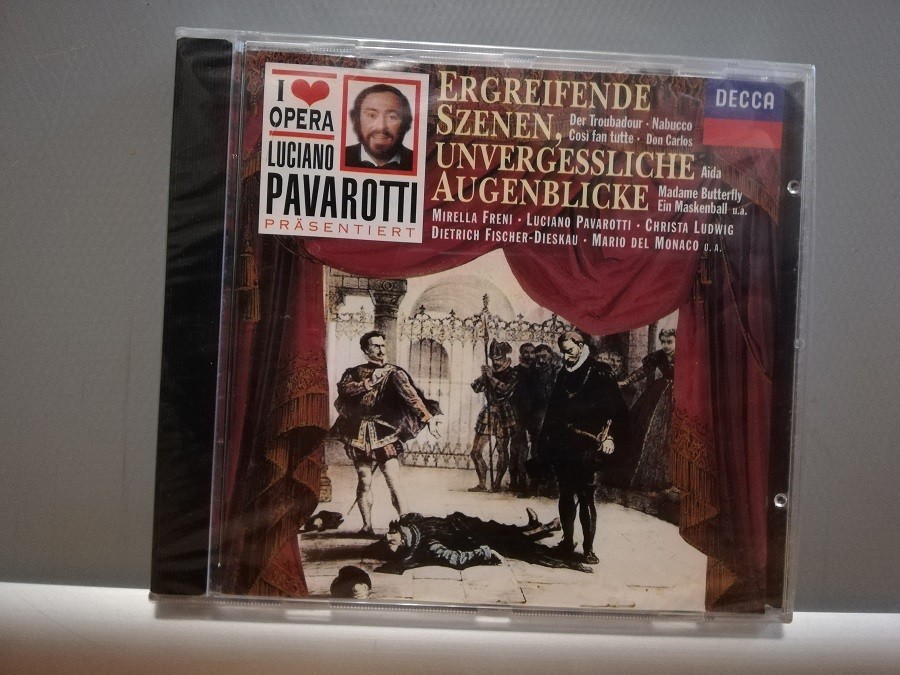 I ♥ OPERA
LUCIANO
PAVAROTTI
PRÄSENTIERT
ERGREIFENDE
SZENEN,
Der Troubadour · Nabucco
Così fan tutte · Don Carlos
UNVERGESSLICHE
Aida
AUGENBLICKE
Madame Butterfly
Ein Maskenball u.a.
MIRELLA FRENI · LUCIANO PAVAROTTI · CHRISTA LUDWIG
DIETRICH FISCHER-DIESKAU · MARIO DEL MONACO U.A.
DECCA